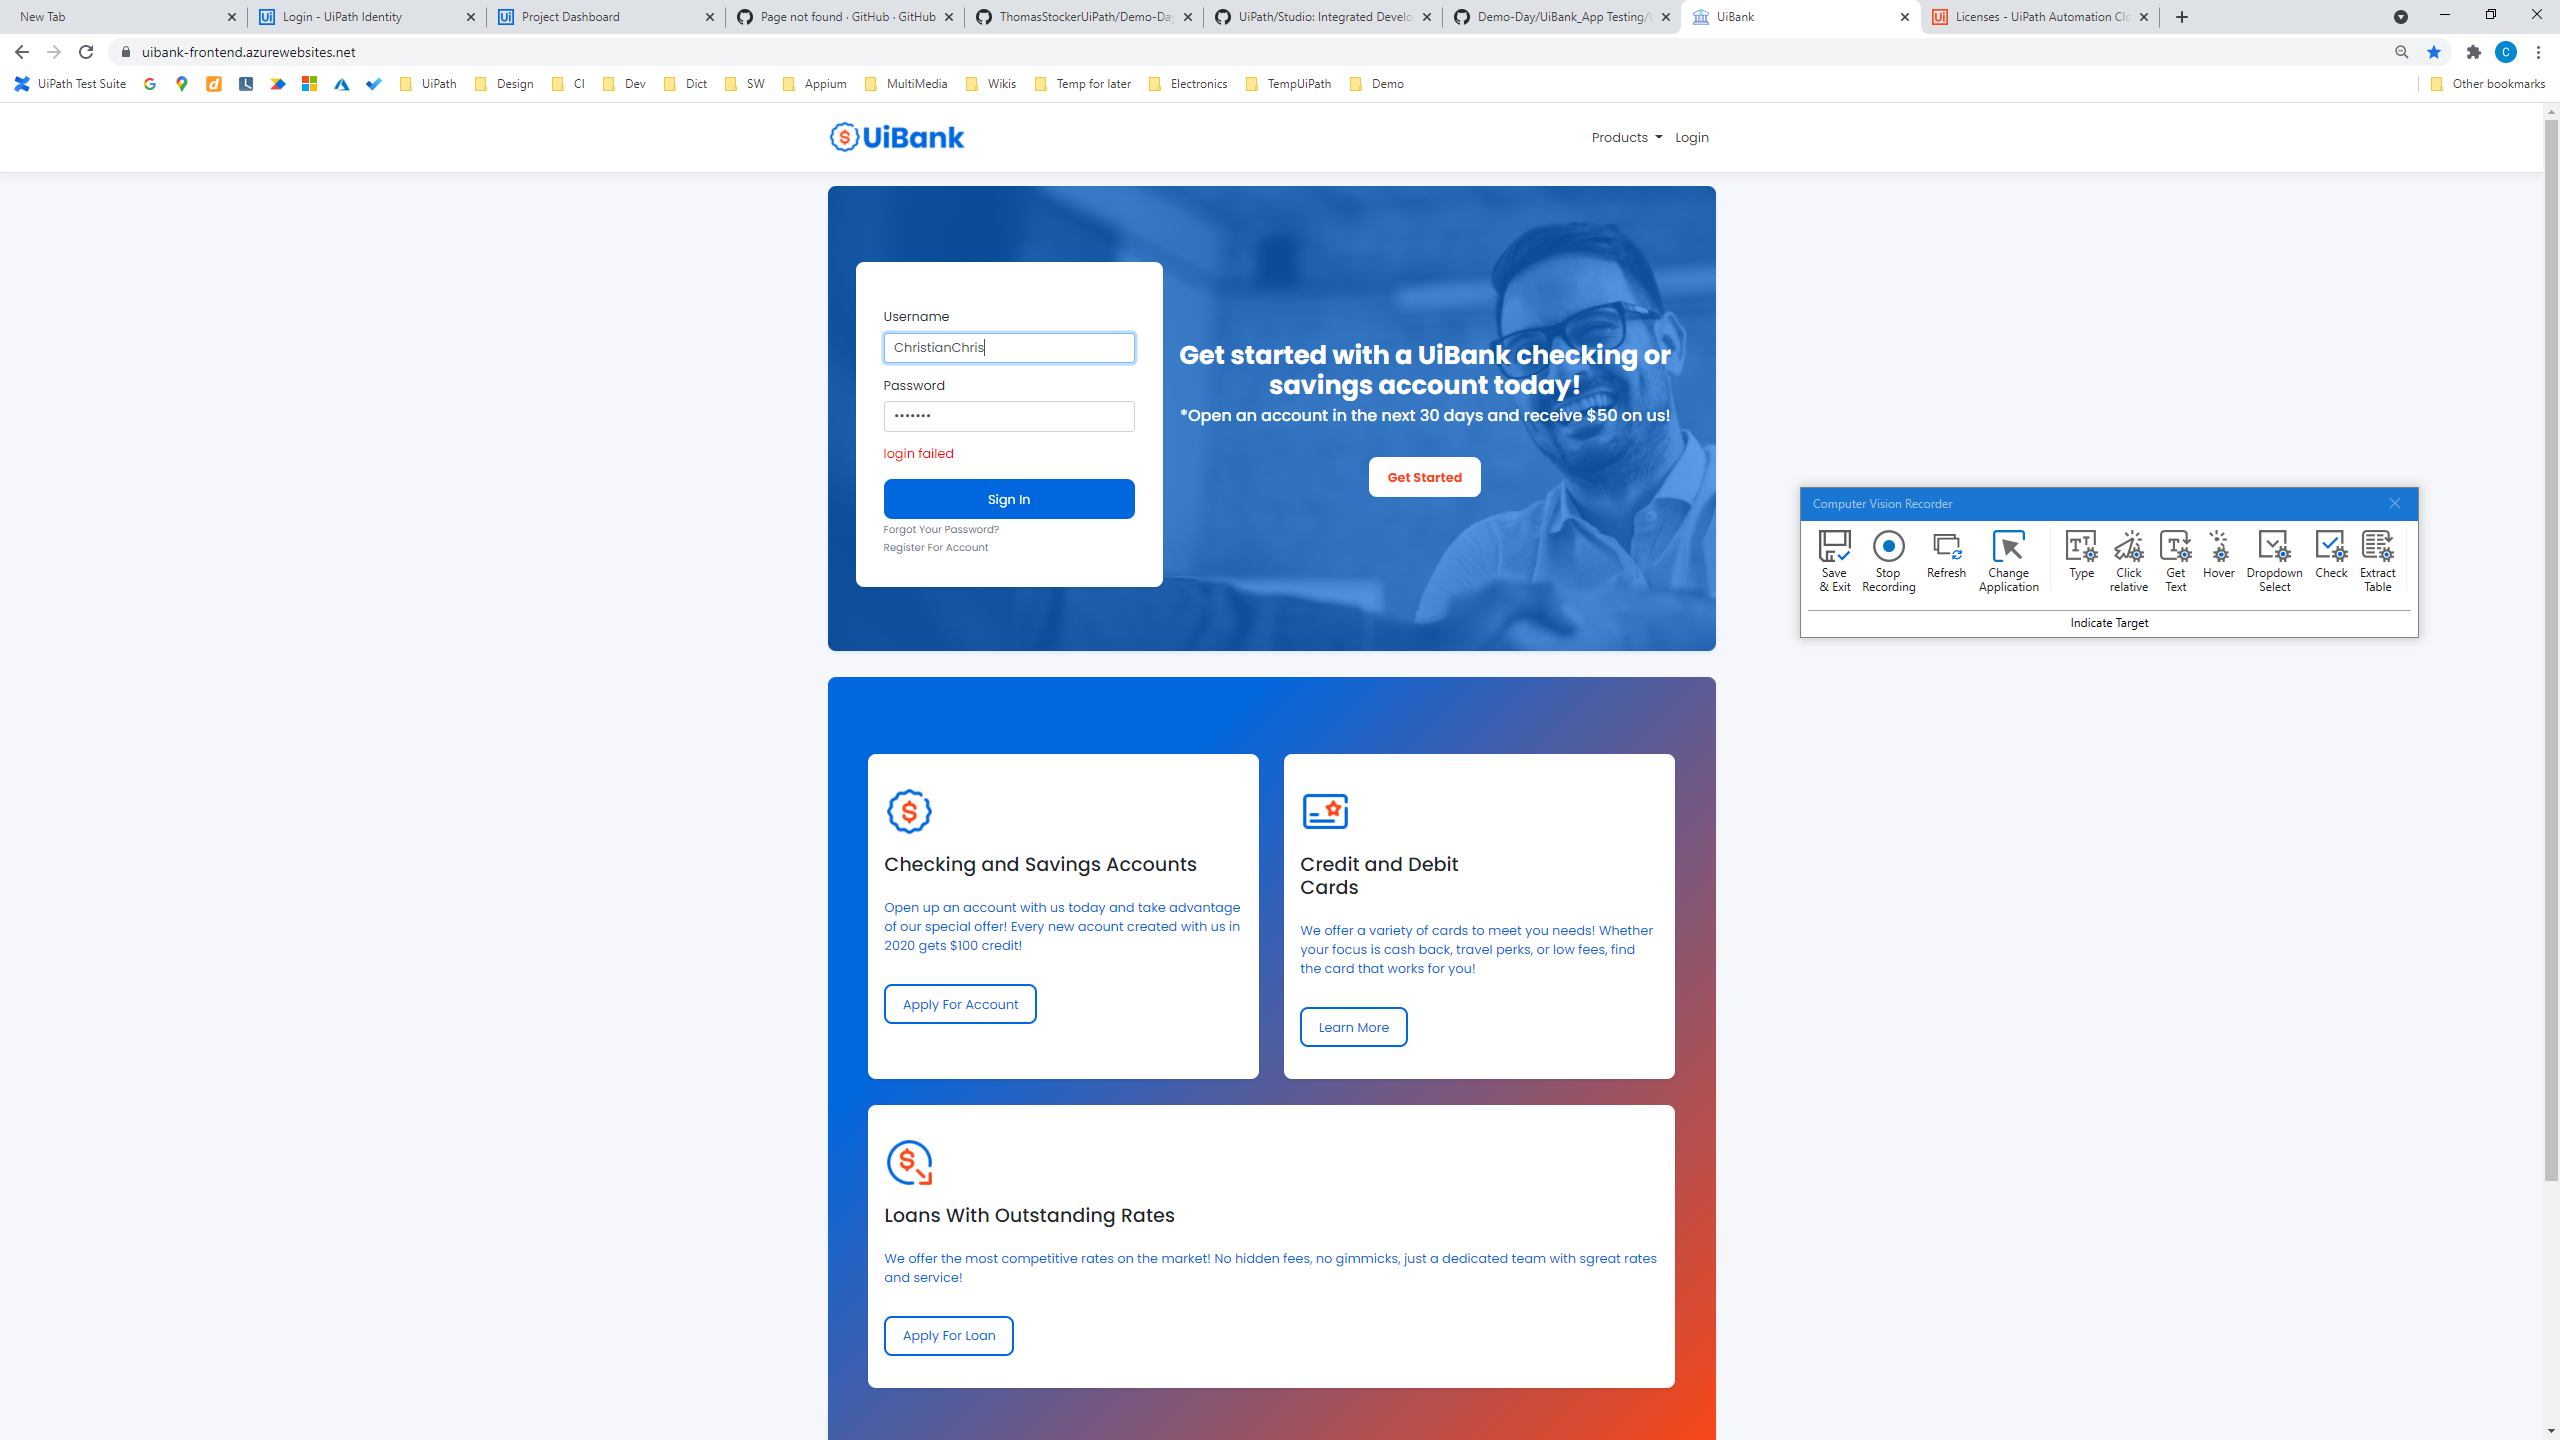 New Tab
Login - UiPath Identity
Project Dashboard
Page not found · GitHub · GitHub
ThomasStockerUiPath/Demo-Day
UiPath/Studio: Integrated Develo
Demo-Day/UiBank_App Testing/
UiBank
Licenses - UiPath Automation Clo
uibank-frontend.azurewebsites.net
C
UiPath Test Suite
UiPath
Design
CI
Dev
Dict
SW
Appium
MultiMedia
Wikis
Temp for later
Electronics
TempUiPath
Demo
Other bookmarks
UiBank
Products
Login
Username
ChristianChris
Password
•••••••
login failed
Sign In
Forgot Your Password?
Register For Account
Get started with a UiBank checking or
savings account today!
*Open an account in the next 30 days and receive $50 on us!
Get Started
Computer Vision Recorder
Save
& Exit
Stop
Recording
Refresh
Change
Application
Type
Click
relative
Get
Text
Hover
Dropdown
Select
Check
Extract
Table
Indicate Target
Checking and Savings Accounts
Open up an account with us today and take advantage
of our special offer! Every new acount created with us in
2020 gets $100 credit!
Apply For Account
Credit and Debit
Cards
We offer a variety of cards to meet you needs! Whether
your focus is cash back, travel perks, or low fees, find
the card that works for you!
Learn More
Loans With Outstanding Rates
We offer the most competitive rates on the market! No hidden fees, no gimmicks, just a dedicated team with sgreat rates
and service!
Apply For Loan